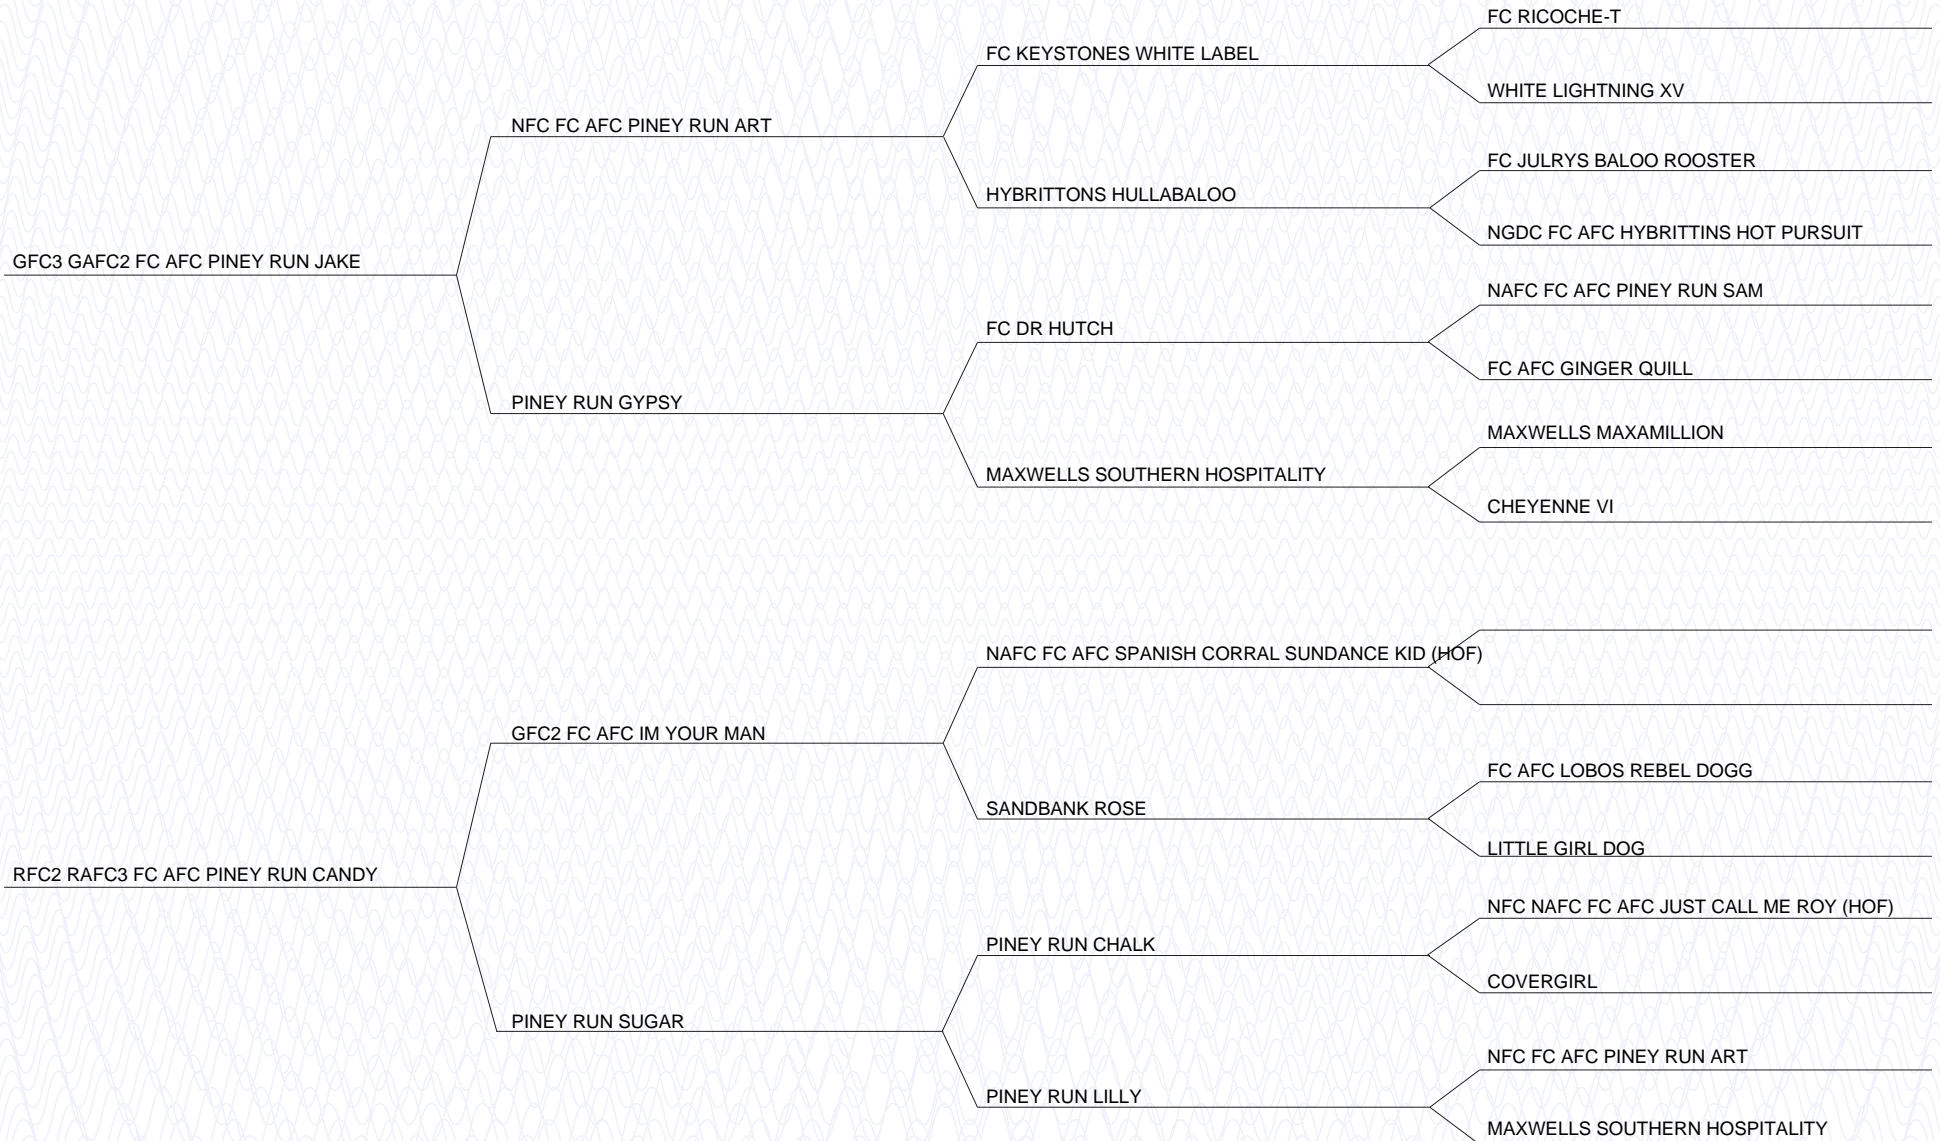 FC RICOCHE-T
FC KEYSTONES WHITE LABEL
WHITE LIGHTNING XV
NFC FC AFC PINEY RUN ART
FC JULRYS BALOO ROOSTER
HYBRITTONS HULLABALOO
NGDC FC AFC HYBRITTINS HOT PURSUIT
GFC3 GAFC2 FC AFC PINEY RUN JAKE
NAFC FC AFC PINEY RUN SAM
FC DR HUTCH
FC AFC GINGER QUILL
PINEY RUN GYPSY
MAXWELLS MAXAMILLION
MAXWELLS SOUTHERN HOSPITALITY
CHEYENNE VI
NAFC FC AFC SPANISH CORRAL SUNDANCE KID (HOF)
GFC2 FC AFC IM YOUR MAN
FC AFC LOBOS REBEL DOGG
SANDBANK ROSE
LITTLE GIRL DOG
RFC2 RAFC3 FC AFC PINEY RUN CANDY
NFC NAFC FC AFC JUST CALL ME ROY (HOF)
PINEY RUN CHALK
COVERGIRL
PINEY RUN SUGAR
NFC FC AFC PINEY RUN ART
PINEY RUN LILLY
MAXWELLS SOUTHERN HOSPITALITY